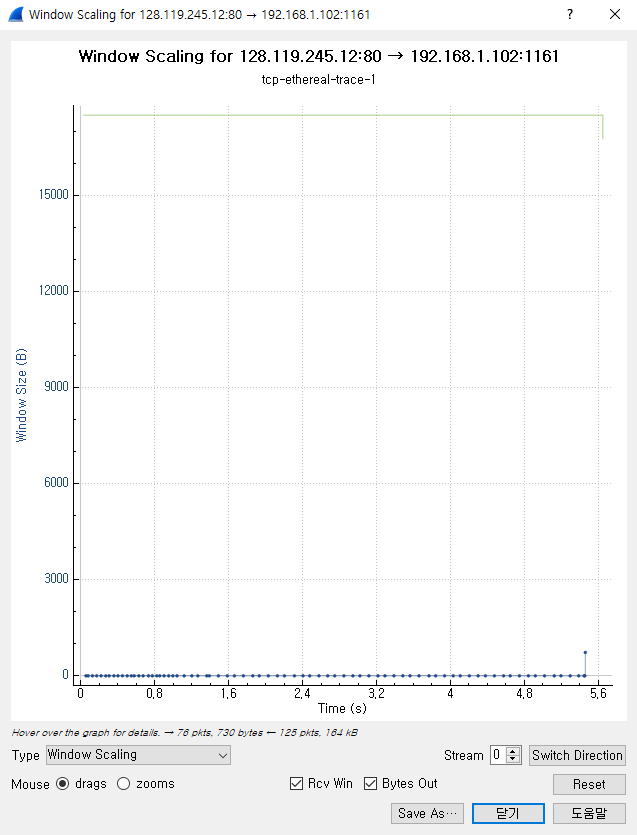 Window Scaling for 128.119.245.12:80 → 192.168.1.102:1161
?
Window Scaling for 128.119.245.12:80 → 192.168.1.102:1161
tcp-ethereal-trace-1
Window Size (B)
15000
12000
9000
6000
3000
0
0 0,8 1,6 2,4 3,2 4 4,8 5,6
Time (s)
Hover over the graph for details. → 76 pkts, 730 bytes ← 125 pkts, 164 kB
Type Window Scaling Stream 0 Switch Direction
Mouse drags zooms Rcv Win Bytes Out Reset
Save As··· 닫기 도움말